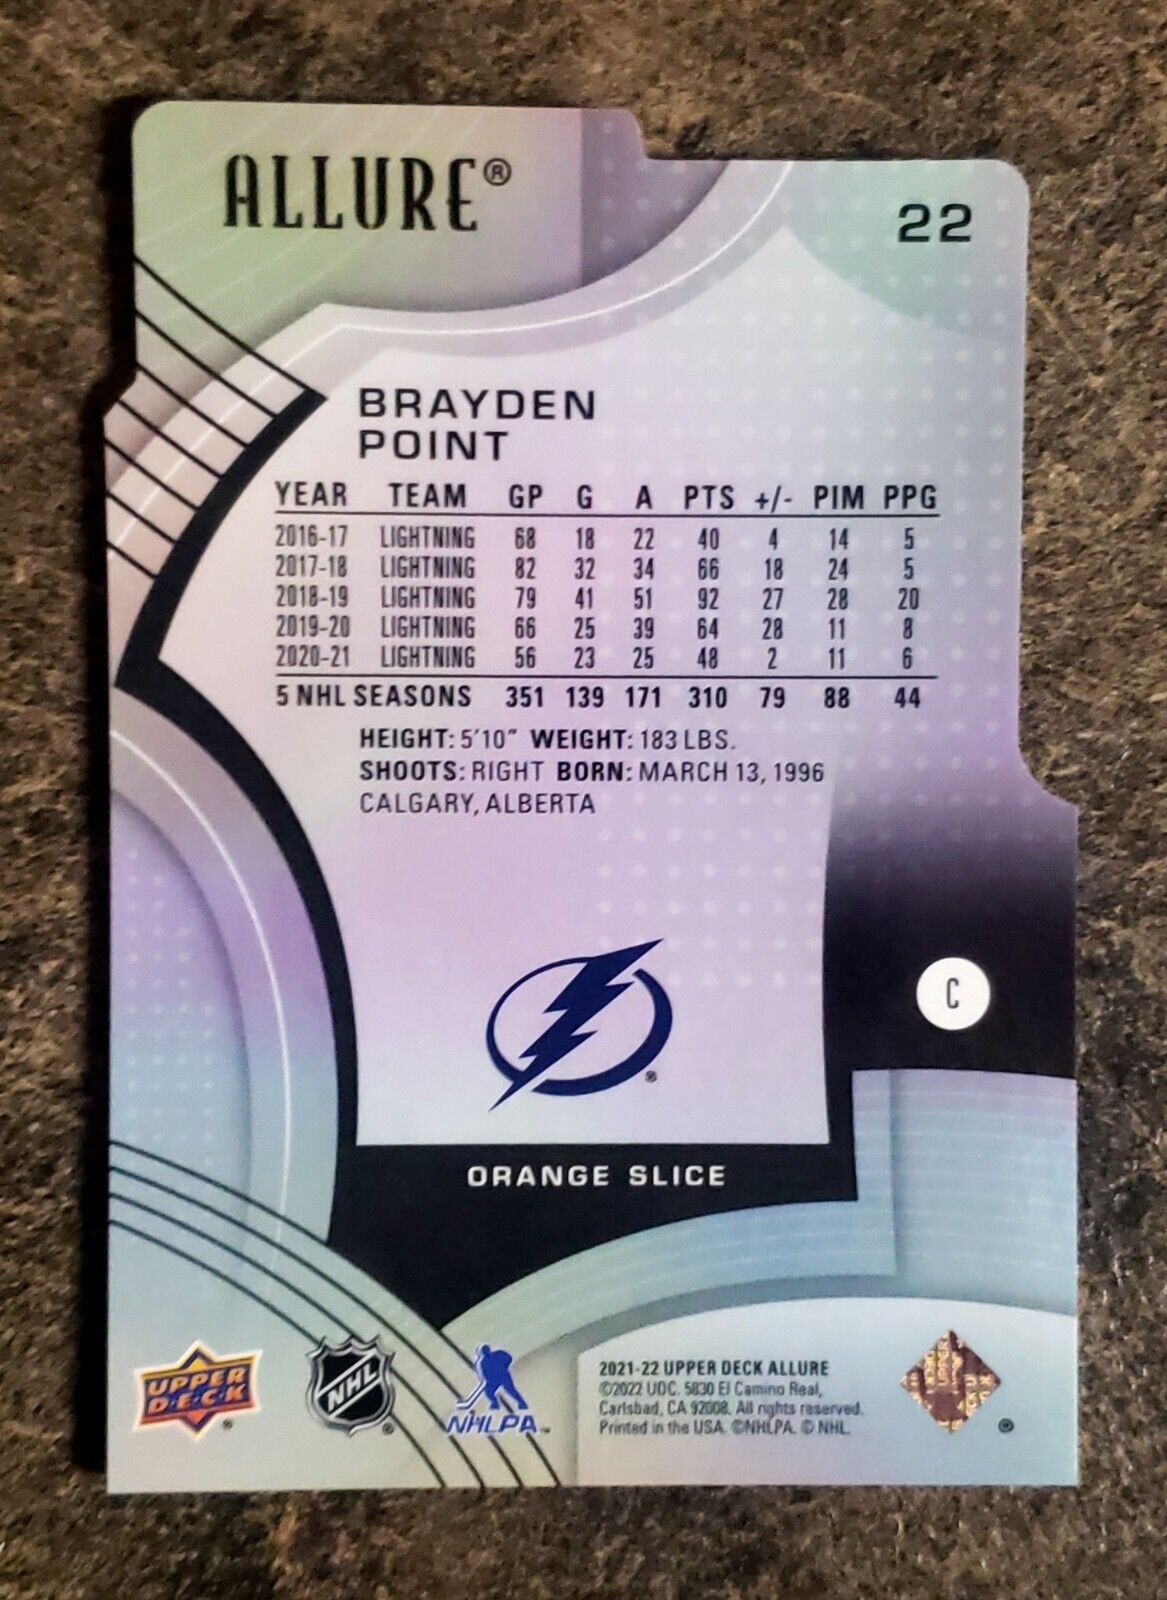 ALLURE®
22
BRAYDEN
POINT
YEAR TEAM GP G A PTS +/- PIM PPG
2016-17 LIGHTNING 68 18 22 40 4 14 5
2017-18 LIGHTNING 82 32 34 66 18 24 5
2018-19 LIGHTNING 79 41 51 92 27 28 20
2019-20 LIGHTNING 66 25 39 64 28 11 8
2020-21 LIGHTNING 56 23 25 48 2 11 6
5 NHL SEASONS 351 139 171 310 79 88 44
HEIGHT: 5'10" WEIGHT: 183 LBS.
SHOOTS: RIGHT BORN: MARCH 13, 1996
CALGARY, ALBERTA
C
®
ORANGE SLICE
UPPER
DECK®
NHL®
NHLPA™
2021-22 UPPER DECK ALLURE
©2022 UDC. 5830 El Camino Real,
Carlsbad, CA 92008. All rights reserved.
Printed in the USA. ©NHLPA. © NHL.
®